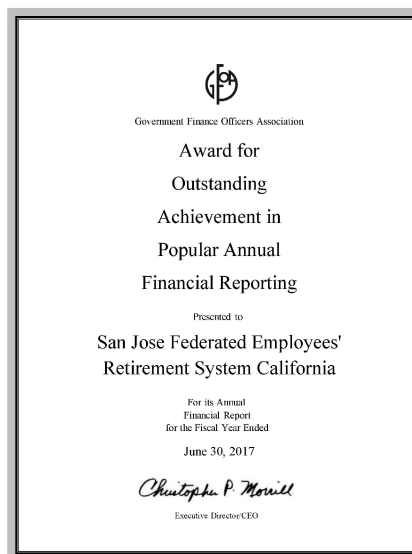 GFOA
Government Finance Officers Association
Award for
Outstanding
Achievement in
Popular Annual
Financial Reporting
Presented to
San Jose Federated Employees'
Retirement System California
For its Annual
Financial Report
for the Fiscal Year Ended
June 30, 2017
Christopher P. Morrill
Executive Director/CEO